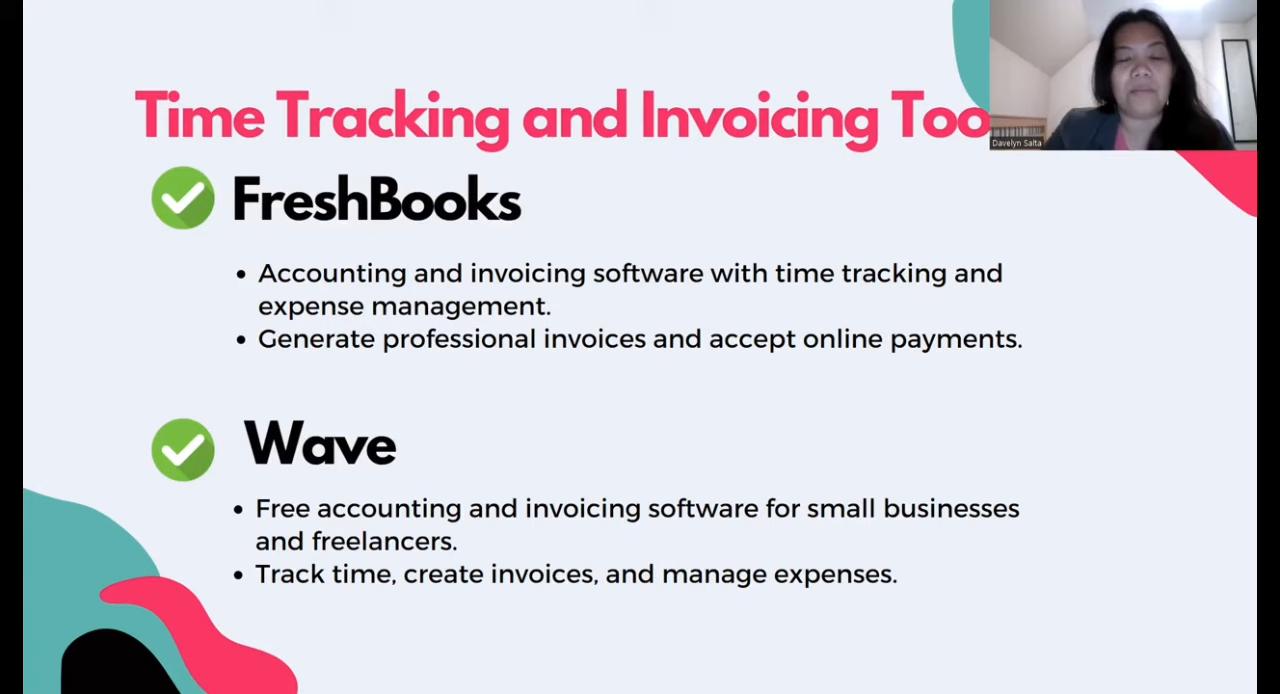 Time Tracking and Invoicing Too
Davelyn Salta
FreshBooks
• Accounting and invoicing software with time tracking and
expense management.
• Generate professional invoices and accept online payments.
Wave
• Free accounting and invoicing software for small businesses
and freelancers.
• Track time, create invoices, and manage expenses.